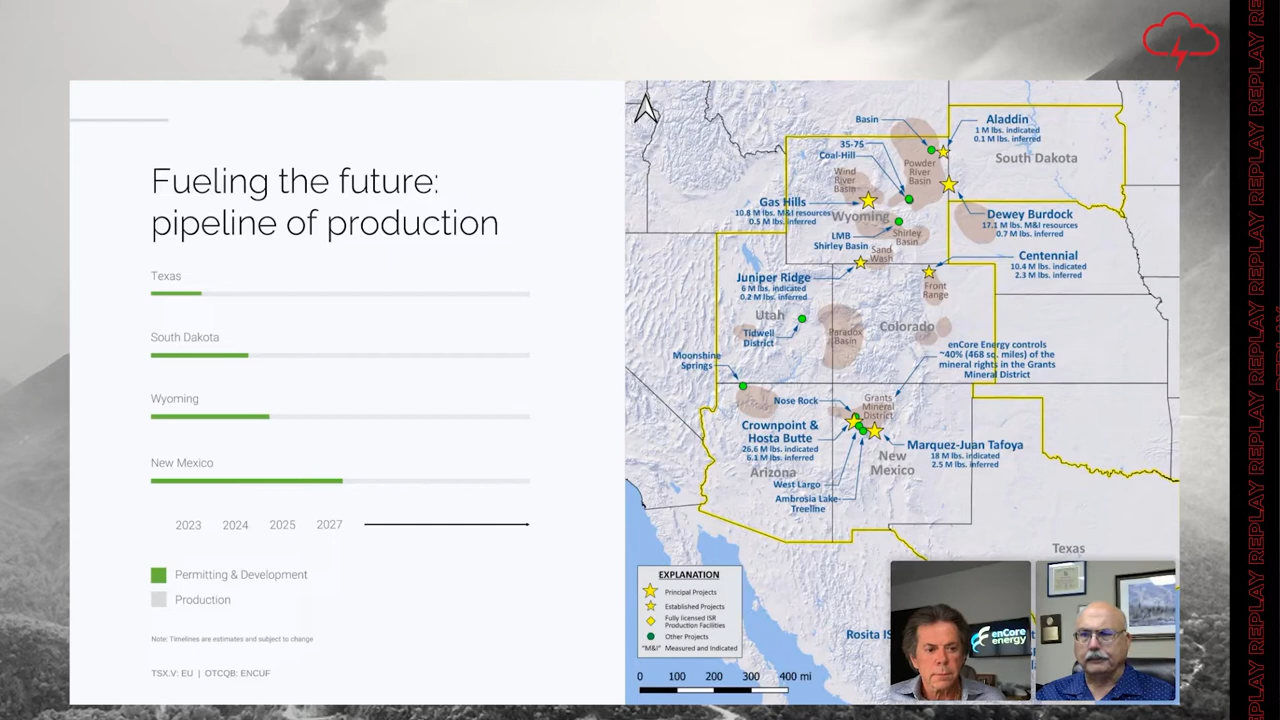 Fueling the future:
pipeline of production
Texas
South Dakota
Wyoming
New Mexico
2023 2024 2025 2027
Permitting & Development
Production
Note: Timelines are estimates and subject to change
TSX.V: EU | OTCQB: ENCUF
Basin
Aladdin
1 M lbs. indicated
0.1 M lbs. inferred
35-75
Coal-Hill
South Dakota
Powder
River
Basin
Wind
River
Basin
Gas Hills
10.8 M lbs. M&I resources
0.5 M lbs. inferred
Wyoming
Dewey Burdock
17.1 M lbs. M&I resources
0.7 M lbs. inferred
LMB
Shirley Basin
Shirley
Basin
Sand
Wash
Centennial
10.4 M lbs. indicated
2.3 M lbs. inferred
Juniper Ridge
6 M lbs. indicated
0.2 M lbs. inferred
Front
Range
Utah
Tidwell
District
Paradox
Basin
Colorado
enCore Energy controls
~40% (468 sq. miles) of the
mineral rights in the Grants
Mineral District
Moonshine
Springs
Nose Rock
Grants
Mineral
District
Crownpoint &
Hosta Butte
26.6 M lbs. indicated
6.1 M lbs. inferred
Marquez-Juan Tafoya
18 M lbs. indicated
2.5 M lbs. inferred
New
Mexico
Arizona
West Largo
Ambrosia Lake-
Treeline
Texas
EXPLANATION
Principal Projects
Established Projects
Fully licensed ISR
Production Facilities
Other Projects
"M&I" Measured and Indicated
0 100 200 300 400 mi
Rosita IS
enCore
energy
REPLAY REPLAY REPLAY REPLAY REPLAY REPLAY REPLAY